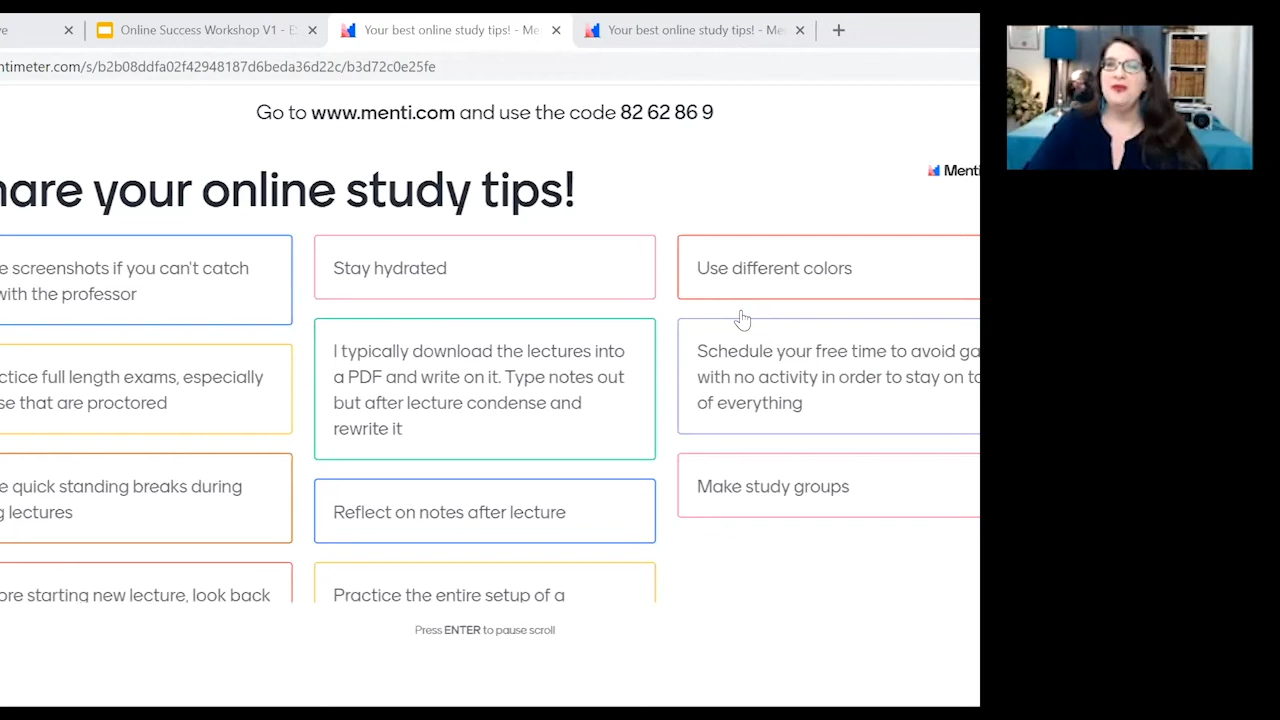 ve
Online Success Workshop V1 - E
Your best online study tips! - Me
Your best online study tips! - Me
ntimeter.com/s/b2b08ddfa02f42948187d6beda36d22c/b3d72c0e25fe
Go to www.menti.com and use the code 82 62 86 9
Menti
hare your online study tips!
e screenshots if you can't catch
with the professor
ctice full length exams, especially
se that are proctored
e quick standing breaks during
g lectures
ore starting new lecture, look back
Stay hydrated
I typically download the lectures into
a PDF and write on it. Type notes out
but after lecture condense and
rewrite it
Reflect on notes after lecture
Practice the entire setup of a
Use different colors
Schedule your free time to avoid ga
with no activity in order to stay on to
of everything
Make study groups
Press ENTER to pause scroll